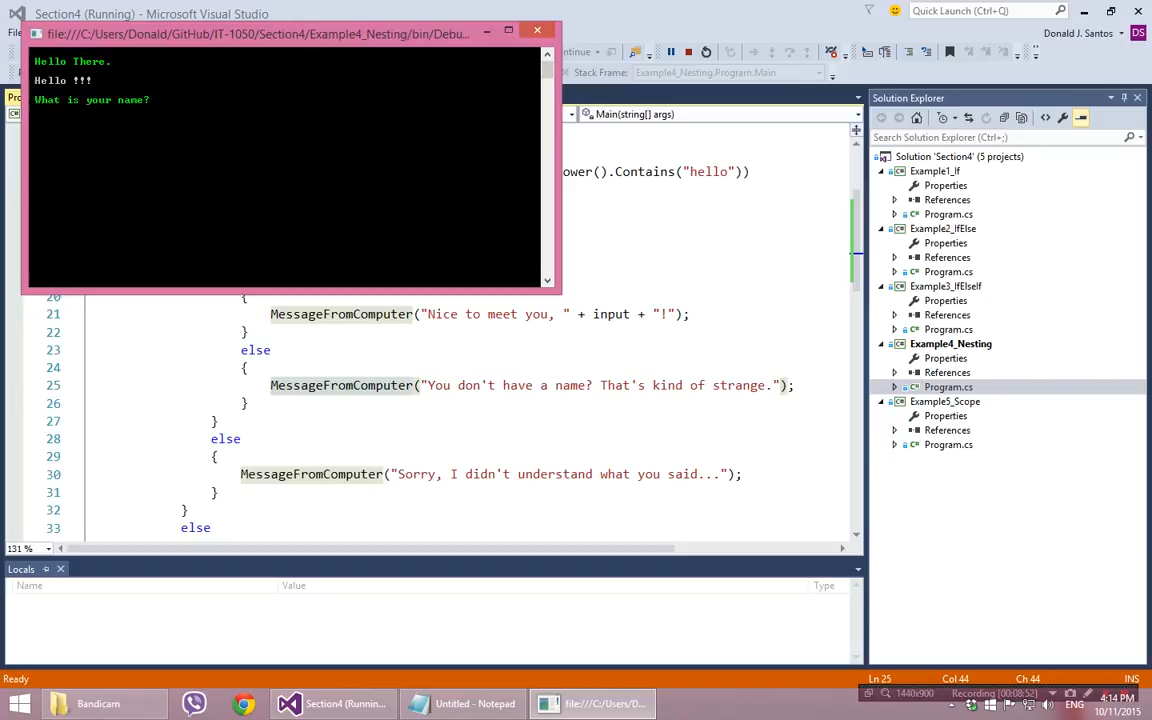 Section4 (Running) - Microsoft Visual Studio
Quick Launch (Ctrl+Q)
file:///C:/Users/Donald/GitHub/IT-1050/Section4/Example4_Nesting/bin/Debu...
Donald J. Santos
DS
Hello There.
Hello !!!
What is your name?
Stack Frame:
Example4_Nesting.Program.Main
Main(string[] args)
ower().Contains("hello"))
20 {
21 MessageFromComputer("Nice to meet you, " + input + "!");
22 }
23 else
24 {
25 MessageFromComputer("You don't have a name? That's kind of strange.");
26 }
27 }
28 else
29 {
30 MessageFromComputer("Sorry, I didn't understand what you said...");
31 }
32 }
33 else
131 %
Solution Explorer
Search Solution Explorer (Ctrl+;)
Solution 'Section4' (5 projects)
Example1_If
Properties
References
Program.cs
Example2_IfElse
Properties
References
Program.cs
Example3_IfElseIf
Properties
References
Program.cs
Example4_Nesting
Properties
References
Program.cs
Example5_Scope
Properties
References
Program.cs
Locals
Name Value Type
Ready Ln 25 Col 44 Ch 44 INS
Bandicam
Section4 (Runnin...
Untitled - Notepad
file:///C:/Users/D...
1440x900 Recording [00:08:52]
ENG
4:14 PM
10/11/2015